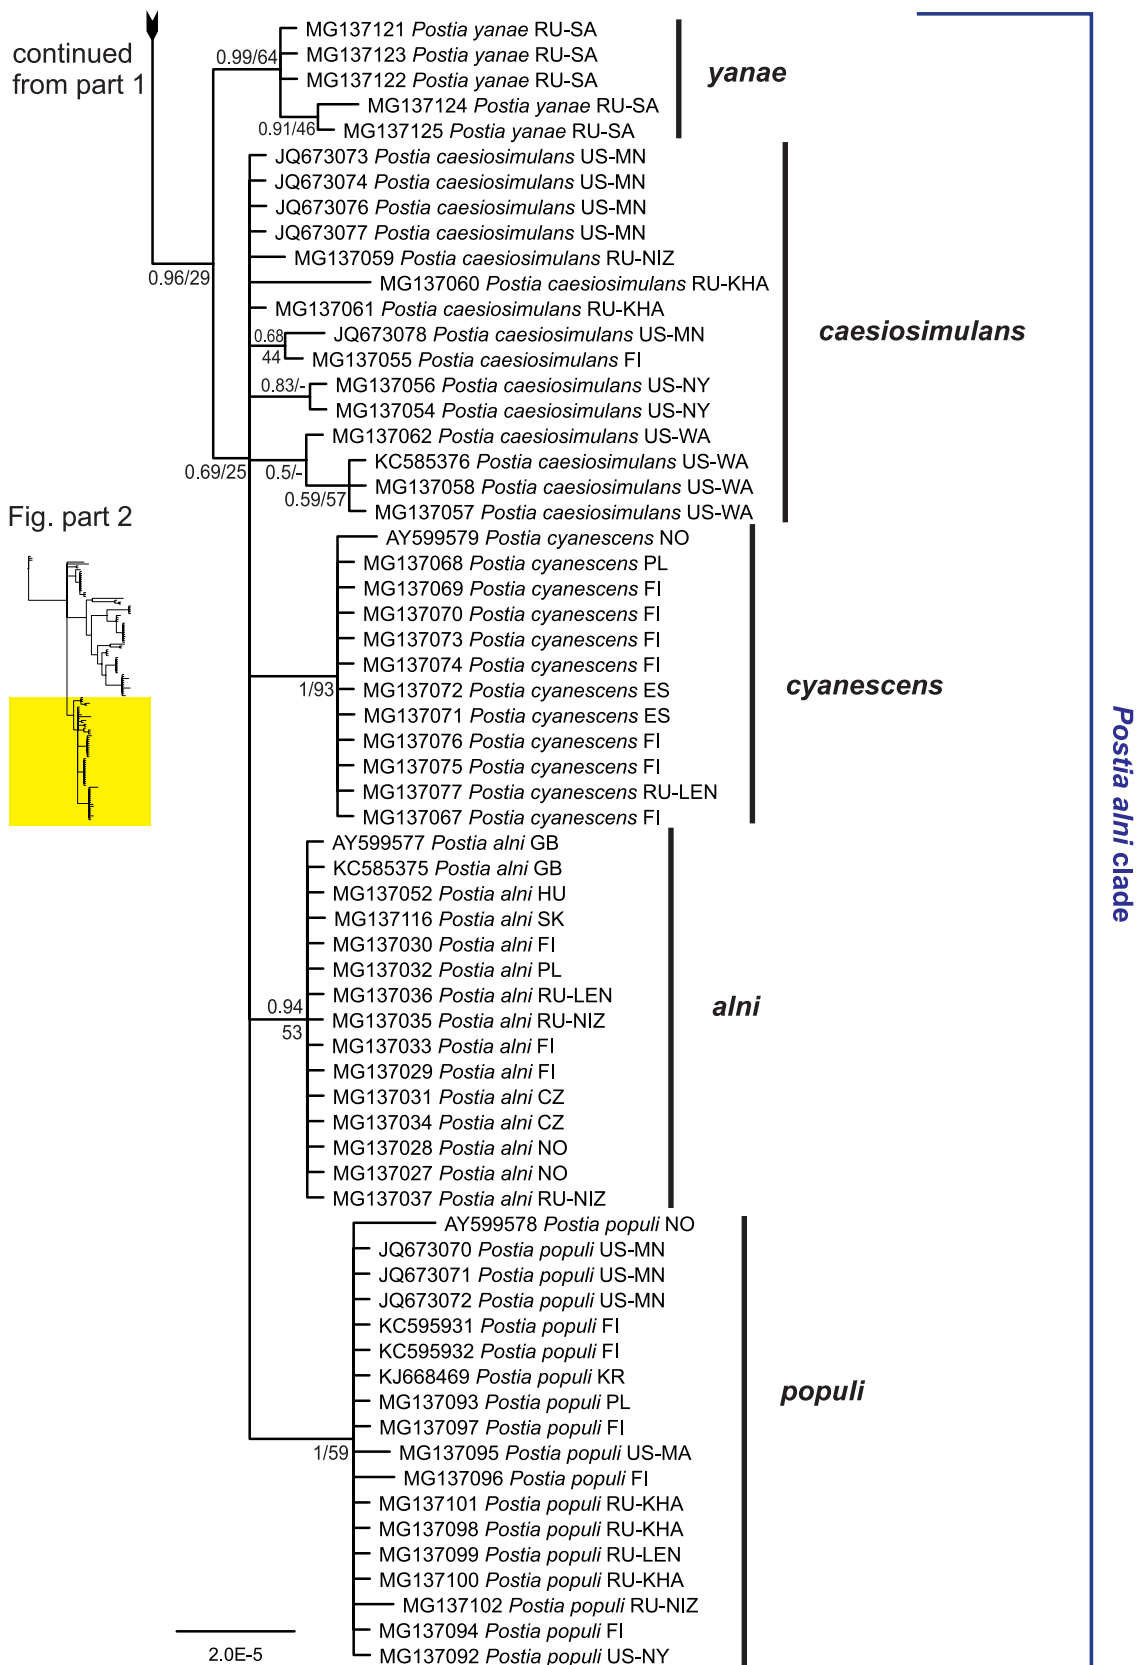 continued
from part 1
0.99/64
MG137121 Postia yanae RU-SA
MG137123 Postia yanae RU-SA
MG137122 Postia yanae RU-SA
MG137124 Postia yanae RU-SA
0.91/46
MG137125 Postia yanae RU-SA
yanae
JQ673073 Postia caesiosimulans US-MN
JQ673074 Postia caesiosimulans US-MN
JQ673076 Postia caesiosimulans US-MN
JQ673077 Postia caesiosimulans US-MN
MG137059 Postia caesiosimulans RU-NIZ
0.96/29
MG137060 Postia caesiosimulans RU-KHA
MG137061 Postia caesiosimulans RU-KHA
0.68
44
JQ673078 Postia caesiosimulans US-MN
MG137055 Postia caesiosimulans FI
0.83/-
MG137056 Postia caesiosimulans US-NY
MG137054 Postia caesiosimulans US-NY
MG137062 Postia caesiosimulans US-WA
0.69/25
0.5/-
KC585376 Postia caesiosimulans US-WA
MG137058 Postia caesiosimulans US-WA
0.59/57
MG137057 Postia caesiosimulans US-WA
caesiosimulans
Fig. part 2
AY599579 Postia cyanescens NO
MG137068 Postia cyanescens PL
MG137069 Postia cyanescens FI
MG137070 Postia cyanescens FI
MG137073 Postia cyanescens FI
MG137074 Postia cyanescens FI
1/93
MG137072 Postia cyanescens ES
MG137071 Postia cyanescens ES
MG137076 Postia cyanescens FI
MG137075 Postia cyanescens FI
MG137077 Postia cyanescens RU-LEN
MG137067 Postia cyanescens FI
cyanescens
Postia alni clade
AY599577 Postia alni GB
KC585375 Postia alni GB
MG137052 Postia alni HU
MG137116 Postia alni SK
MG137030 Postia alni FI
MG137032 Postia alni PL
MG137036 Postia alni RU-LEN
0.94
53
MG137035 Postia alni RU-NIZ
MG137033 Postia alni FI
MG137029 Postia alni FI
MG137031 Postia alni CZ
MG137034 Postia alni CZ
MG137028 Postia alni NO
MG137027 Postia alni NO
MG137037 Postia alni RU-NIZ
alni
AY599578 Postia populi NO
JQ673070 Postia populi US-MN
JQ673071 Postia populi US-MN
JQ673072 Postia populi US-MN
KC595931 Postia populi FI
KC595932 Postia populi FI
KJ668469 Postia populi KR
MG137093 Postia populi PL
MG137097 Postia populi FI
1/59
MG137095 Postia populi US-MA
MG137096 Postia populi FI
MG137101 Postia populi RU-KHA
MG137098 Postia populi RU-KHA
MG137099 Postia populi RU-LEN
MG137100 Postia populi RU-KHA
MG137102 Postia populi RU-NIZ
MG137094 Postia populi FI
MG137092 Postia populi US-NY
populi
2.0E-5